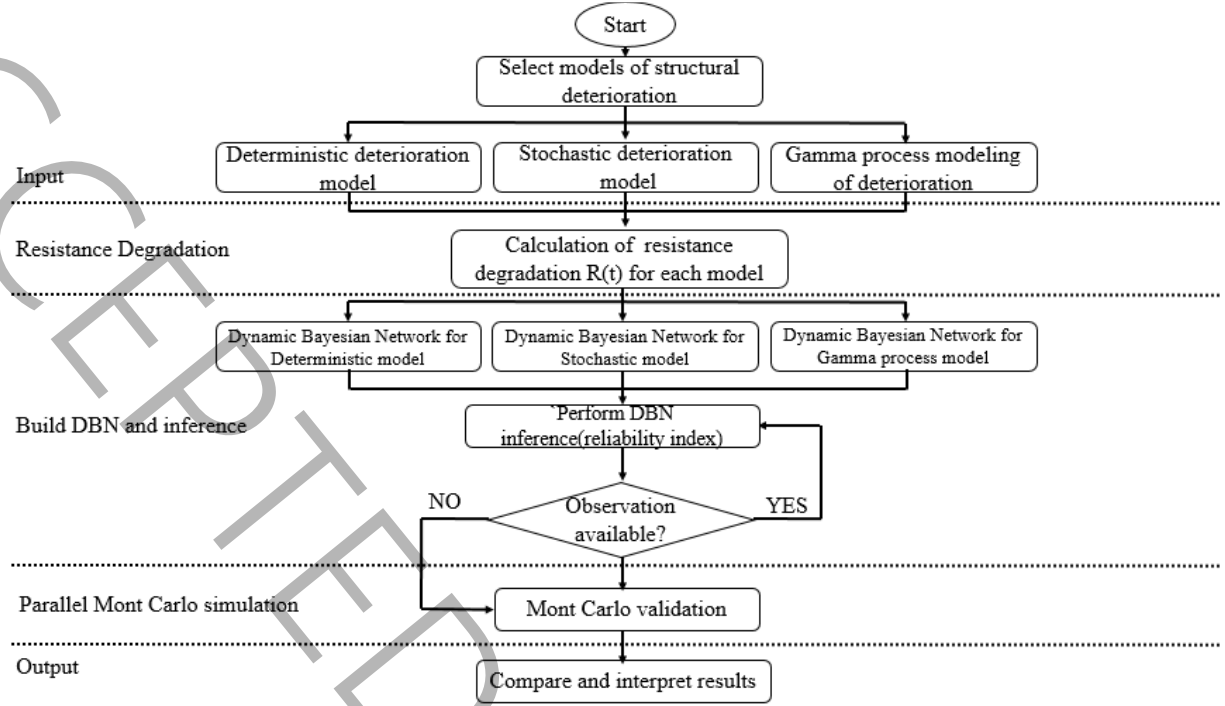 Start
Select models of structural
deterioration
Deterministic deterioration
model
Stochastic deterioration
model
Gamma process modeling
of deterioration
Input
Resistance Degradation
Calculation of resistance
degradation R(t) for each model
Dynamic Bayesian Network for
Deterministic model
Dynamic Bayesian Network for
Stochastic model
Dynamic Bayesian Network for
Gamma process model
Build DBN and inference
`Perform DBN
inference(reliability index)
NO
Observation
available?
YES
Parallel Mont Carlo simulation
Mont Carlo validation
Output
Compare and interpret results
CEPTED